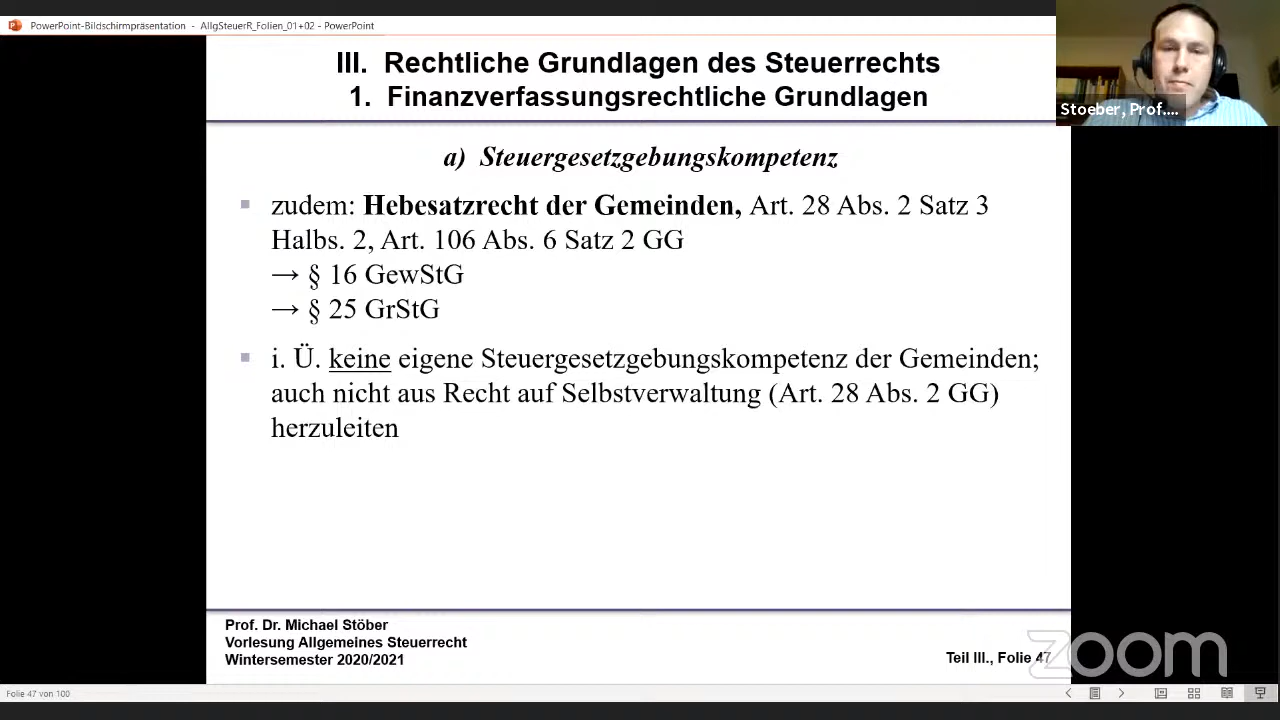 PowerPoint-Bildschirmpräsentation - AllgSteuerR_Folien_01+02 - PowerPoint
III. Rechtliche Grundlagen des Steuerrechts
1. Finanzverfassungsrechtliche Grundlagen
Stoeber, Prof....
a) Steuergesetzgebungskompetenz
zudem: Hebesatzrecht der Gemeinden, Art. 28 Abs. 2 Satz 3
Halbs. 2, Art. 106 Abs. 6 Satz 2 GG
→ § 16 GewStG
→ § 25 GrStG
i. Ü. keine eigene Steuergesetzgebungskompetenz der Gemeinden;
auch nicht aus Recht auf Selbstverwaltung (Art. 28 Abs. 2 GG)
herzuleiten
Prof. Dr. Michael Stöber
Vorlesung Allgemeines Steuerrecht
Wintersemester 2020/2021
Teil III., Folie 47
zoom
Folie 47 von 100